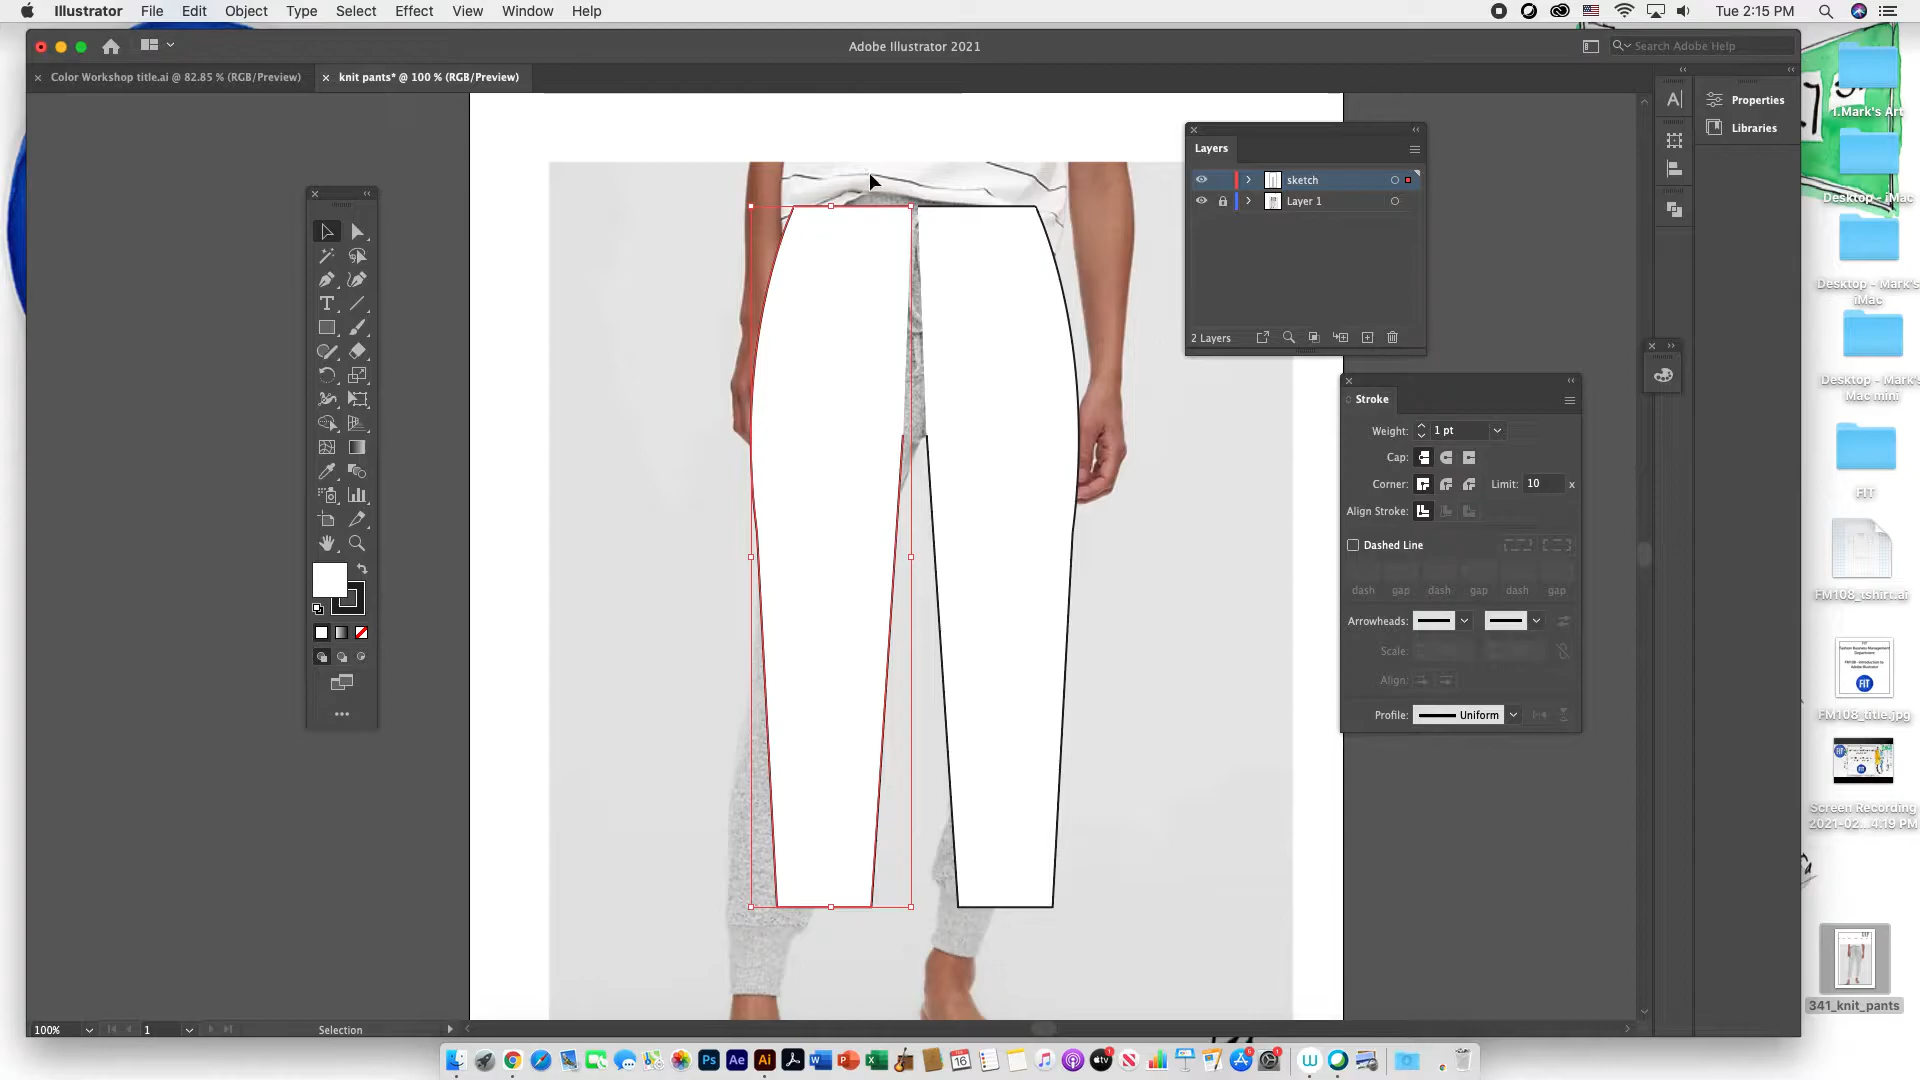 Illustrator File Edit Object Type Select Effect View Window Help
Tue 2:15 PM
Adobe Illustrator 2021
Search Adobe Help
Color Workshop title.ai @ 82.85 % (RGB/Preview)
knit pants* @ 100 % (RGB/Preview)
Properties
Libraries
Layers
sketch
Layer 1
2 Layers
Stroke
Weight: 1 pt
Cap:
Corner: Limit: 10 x
Align Stroke:
Dashed Line
dash gap dash gap dash gap
Arrowheads:
Scale:
Align:
Profile: Uniform
100% 1 Selection
1.Mark's Art
Desktop - iMac
Desktop - Mark's
iMac
Desktop - Mark's
Mac mini
FIT
FM108_tshirt.ai
FM108_title.jpg
Screen Recording
2021-02...4.19 PM
341_knit_pants